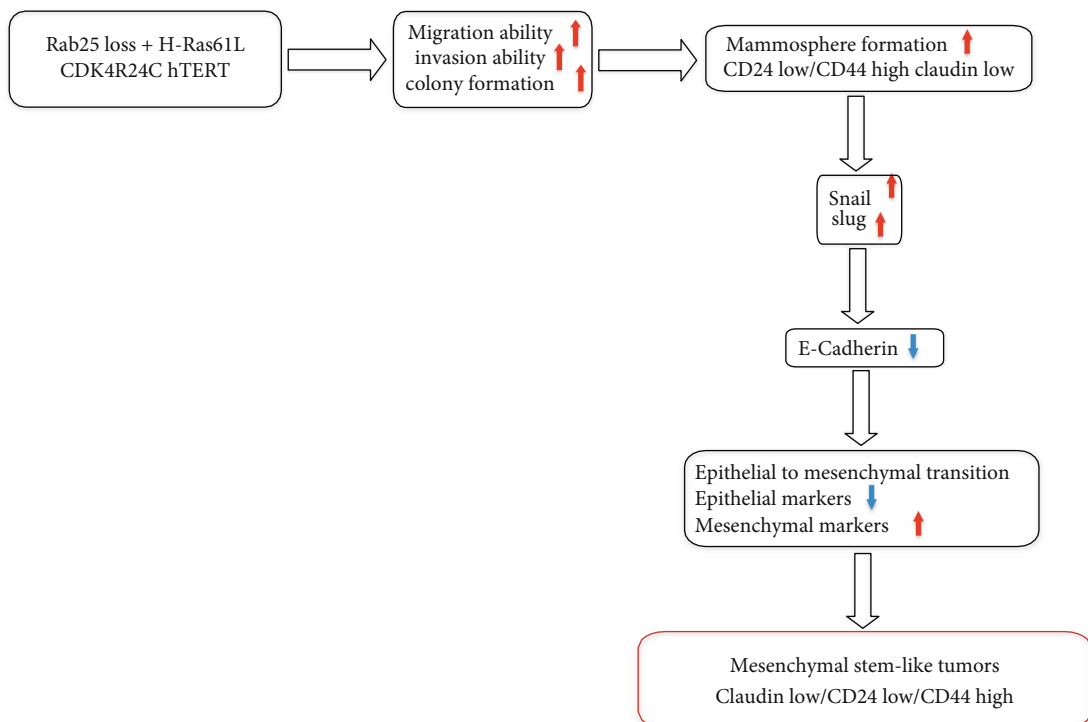 Rab25 loss + H-Ras61L
CDK4R24C hTERT
Migration ability
invasion ability
colony formation
Mammosphere formation
CD24 low/CD44 high claudin low
Snail
slug
E-Cadherin
Epithelial to mesenchymal transition
Epithelial markers
Mesenchymal markers
Mesenchymal stem-like tumors
Claudin low/CD24 low/CD44 high